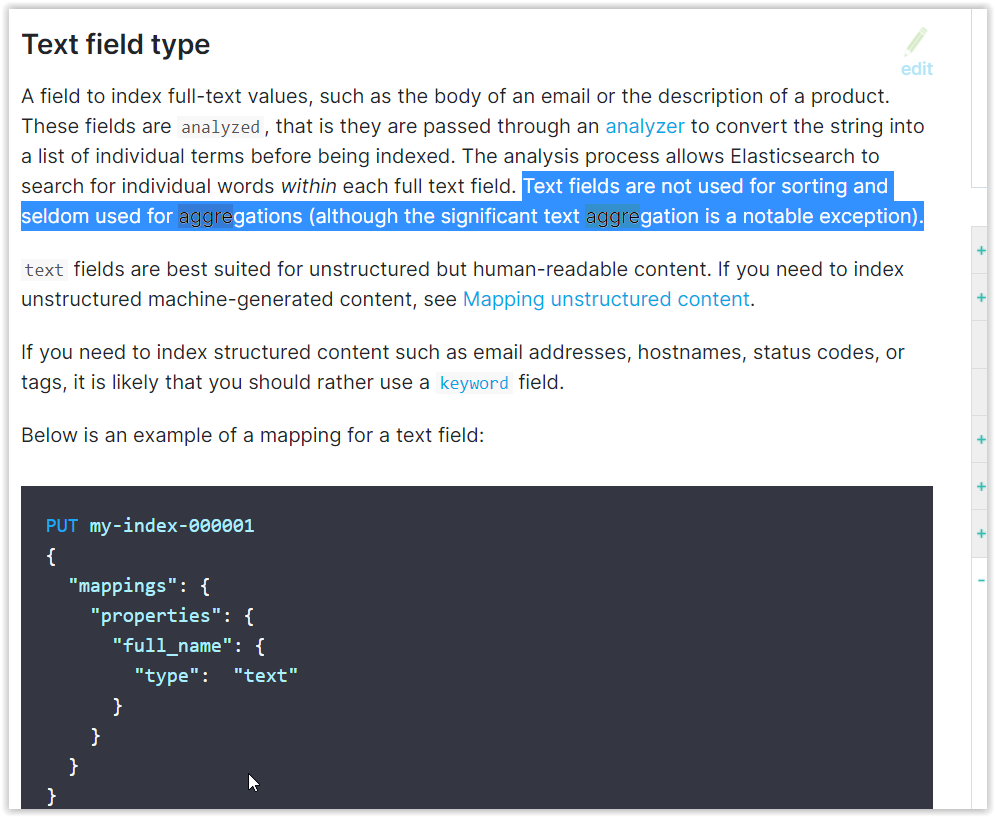 Text field type
edit
A field to index full-text values, such as the body of an email or the description of a product.
These fields are analyzed, that is they are passed through an analyzer to convert the string into
a list of individual terms before being indexed. The analysis process allows Elasticsearch to
search for individual words within each full text field. Text fields are not used for sorting and
seldom used for aggregations (although the significant text aggregation is a notable exception).
text fields are best suited for unstructured but human-readable content. If you need to index
unstructured machine-generated content, see Mapping unstructured content.
If you need to index structured content such as email addresses, hostnames, status codes, or
tags, it is likely that you should rather use a keyword field.
Below is an example of a mapping for a text field:
PUT my-index-000001
{
  "mappings": {
    "properties": {
      "full_name": {
        "type":  "text"
      }
    }
  }
}
+
+
+
+
+
-